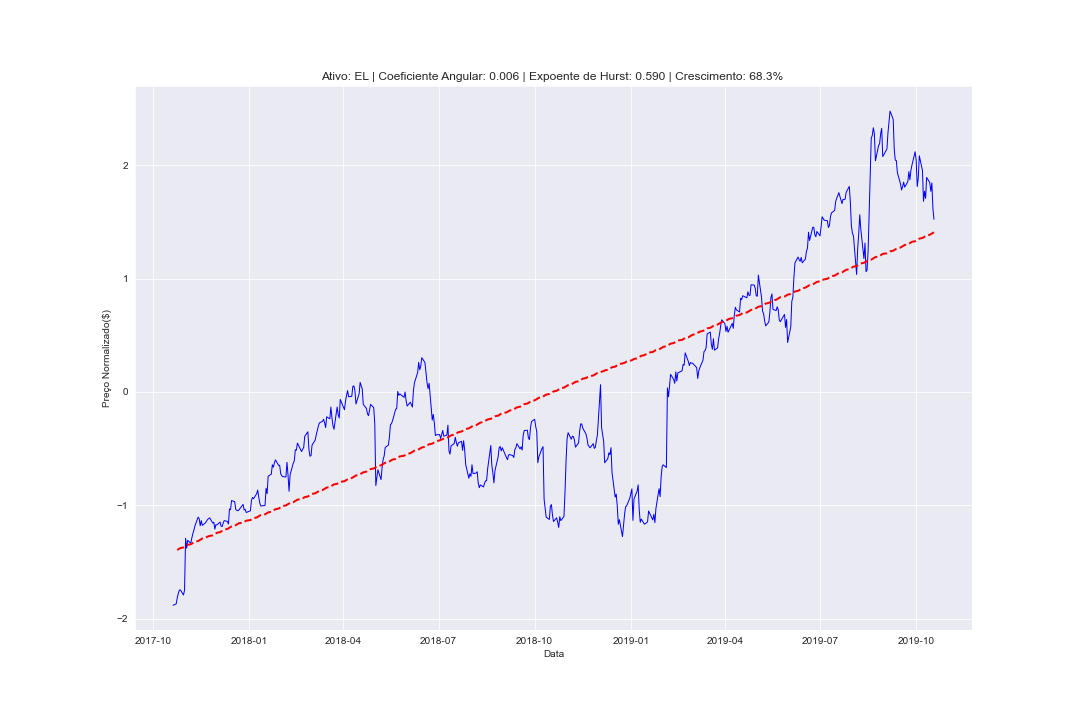 Ativo: EL | Coeficiente Angular: 0.006 | Expoente de Hurst: 0.590 | Crescimento: 68.3%
Preço Normalizado($)
2
1
0
−1
−2
2017-10 2018-01 2018-04 2018-07 2018-10 2019-01 2019-04 2019-07 2019-10
Data